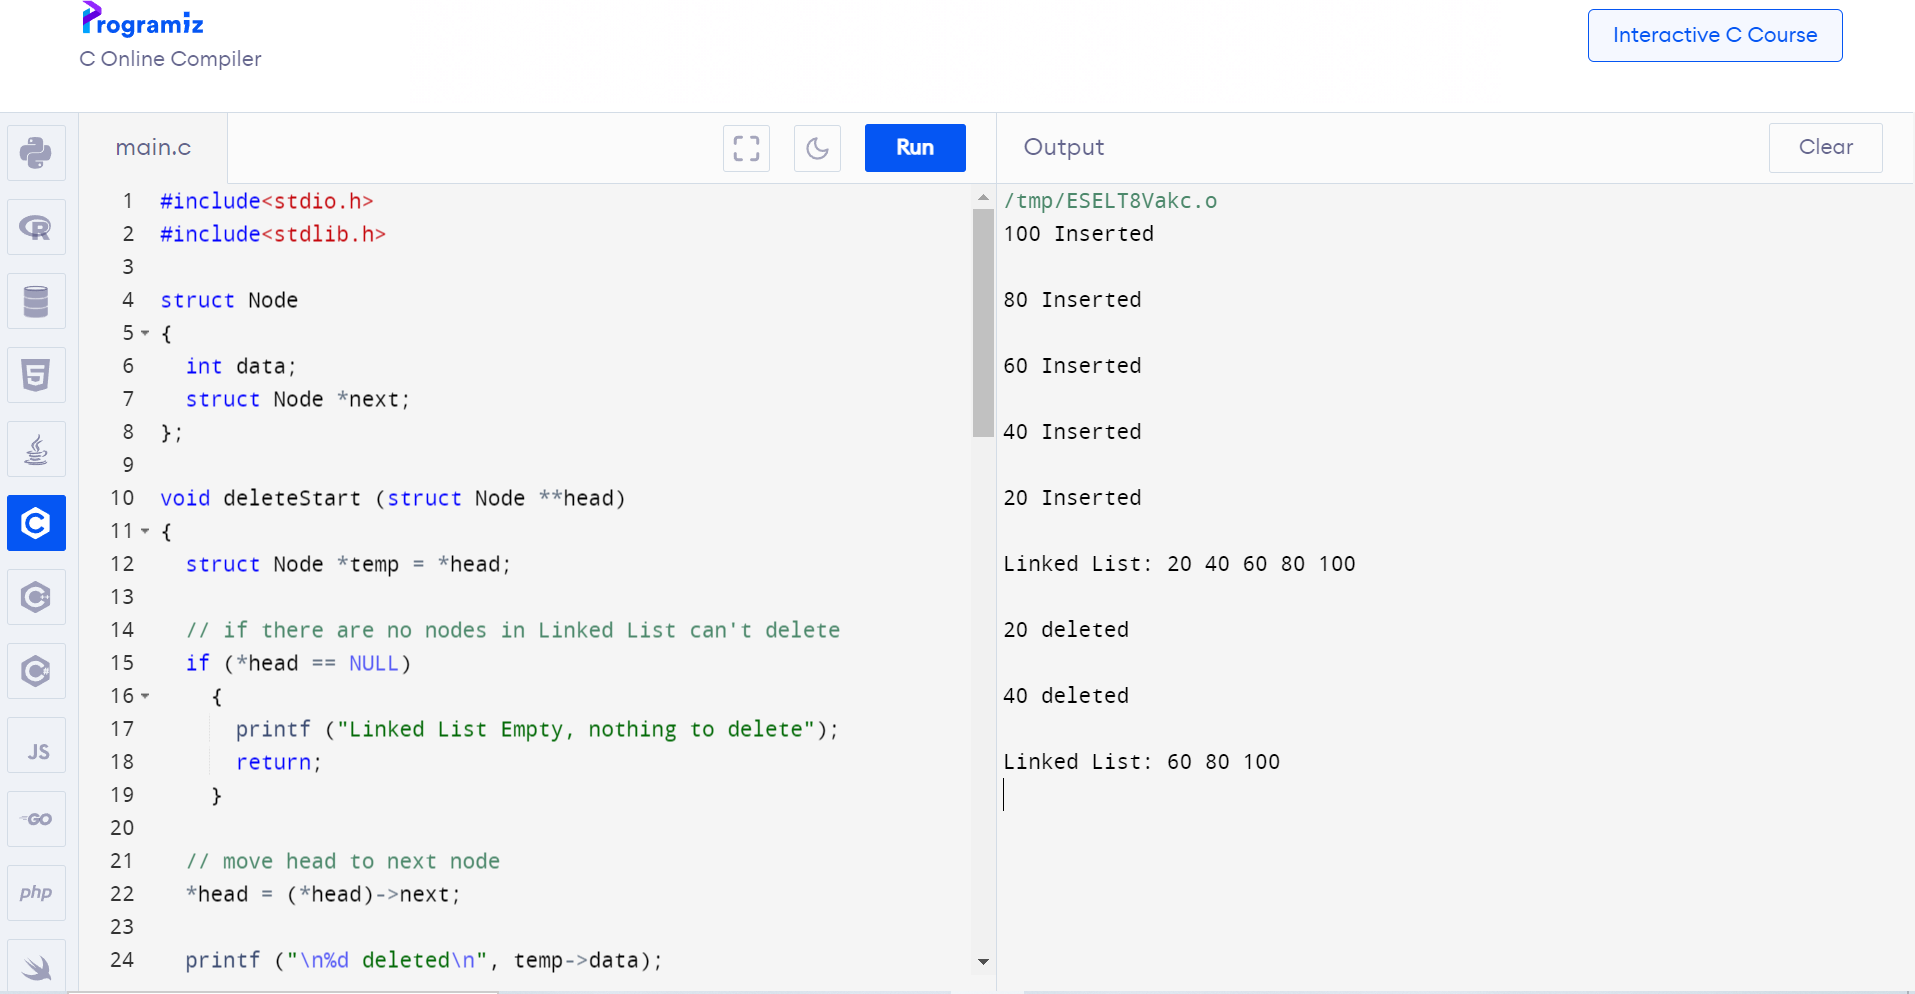 Programiz
C Online Compiler
Interactive C Course
main.c
Run
Output
Clear
1 #include<stdio.h>
2 #include<stdlib.h>
3
4 struct Node
5 {
6 int data;
7 struct Node *next;
8 };
9
10 void deleteStart (struct Node **head)
11 {
12 struct Node *temp = *head;
13
14 // if there are no nodes in Linked List can't delete
15 if (*head == NULL)
16 {
17 printf ("Linked List Empty, nothing to delete");
18 return;
19 }
20
21 // move head to next node
22 *head = (*head)->next;
23
24 printf ("\n%d deleted\n", temp->data);
/tmp/ESELT8Vakc.o
100 Inserted
80 Inserted
60 Inserted
40 Inserted
20 Inserted
Linked List: 20 40 60 80 100
20 deleted
40 deleted
Linked List: 60 80 100
R
5
C
C
C
JS
GO
php